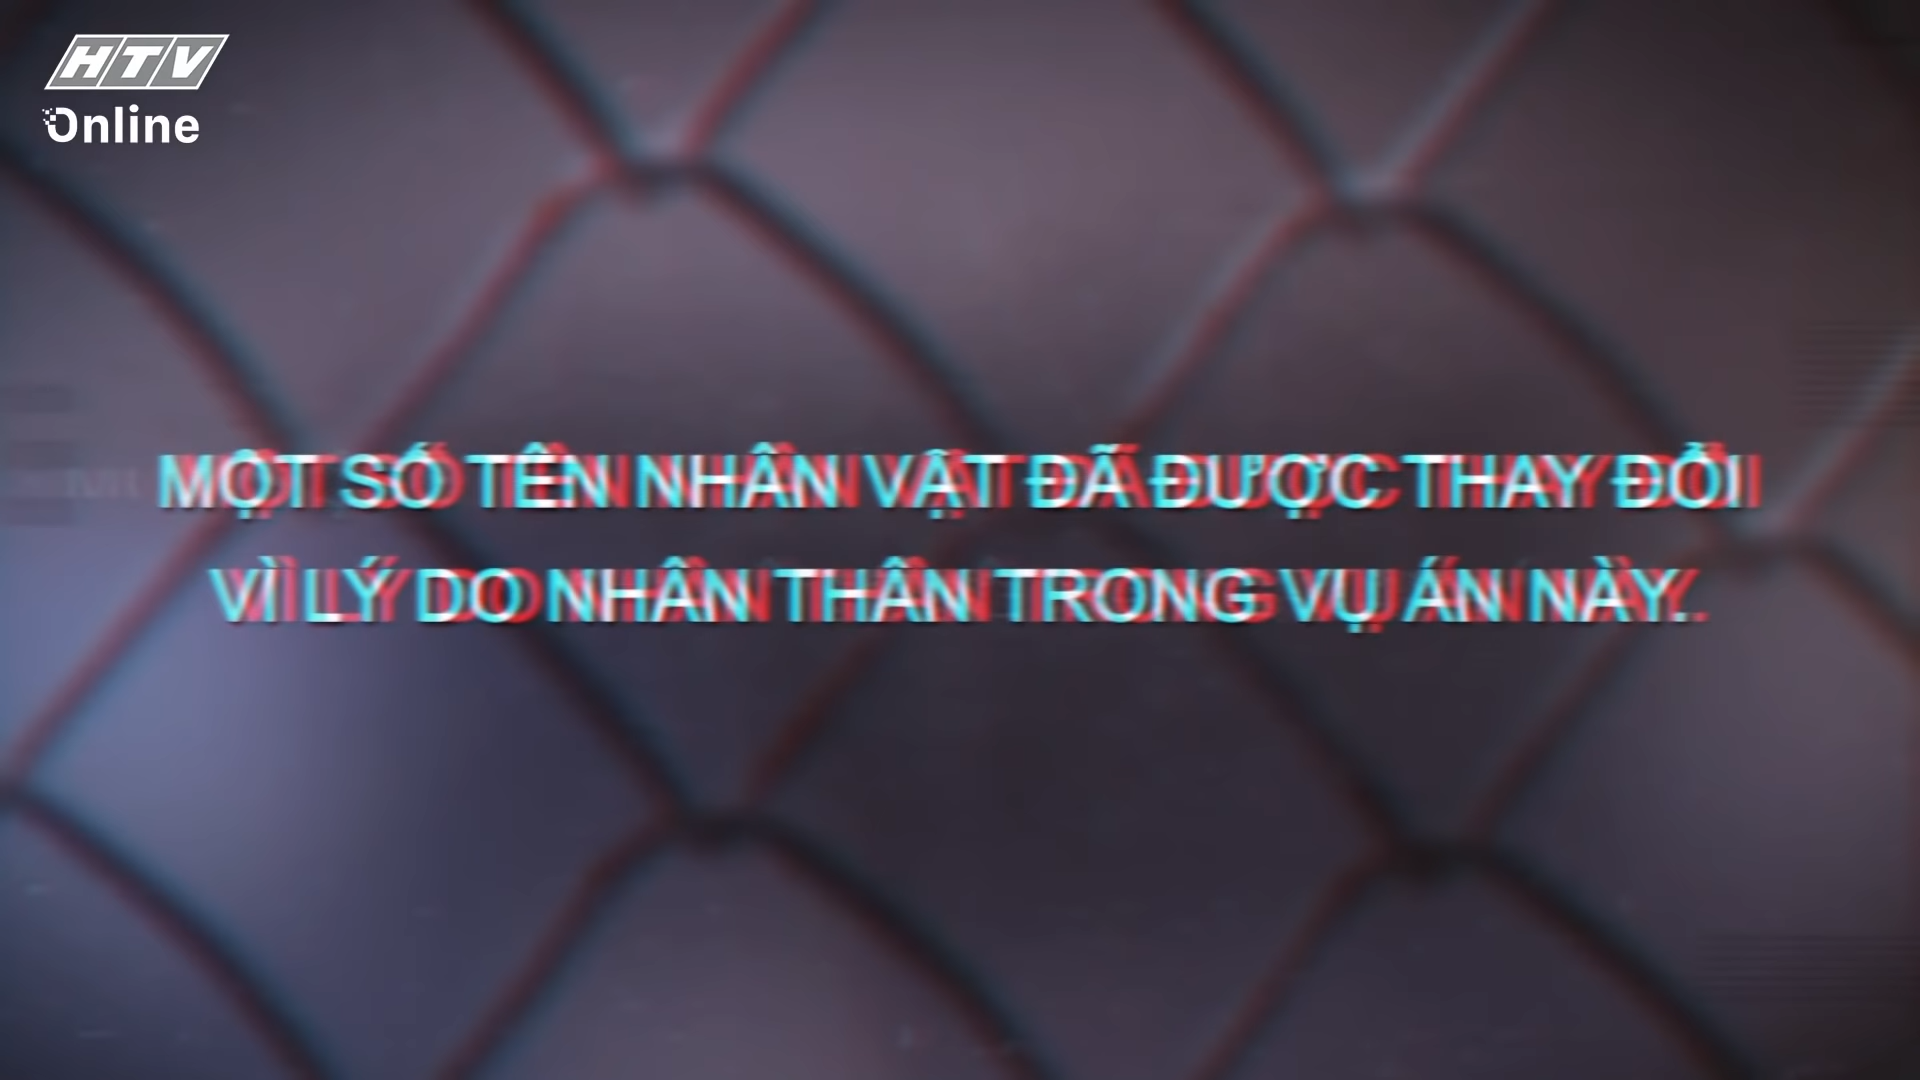 HTV
Online
MỘT SỐ TÊN NHÂN VẬT ĐÃ ĐƯỢC THAY ĐỔI
VÌ LÝ DO NHÂN THÂN TRONG VỤ ÁN NÀY.